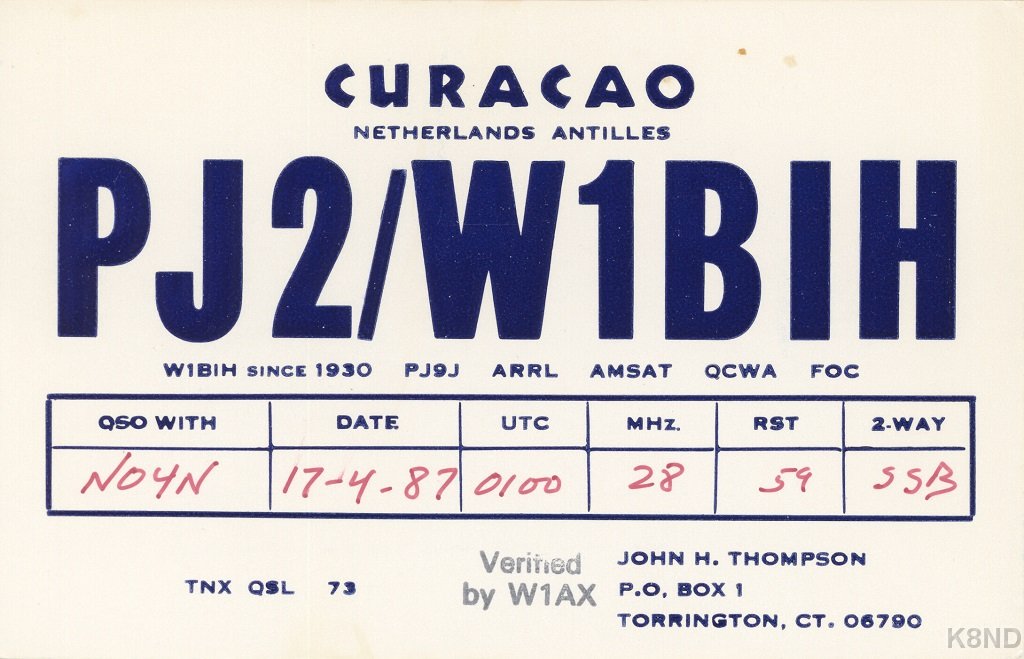 CURACAO
NETHERLANDS ANTILLES
PJ2/W1BIH
W1BIH SINCE 1930 PJ9J ARRL AMSAT QCWA FOC
QSO WITH DATE UTC MHz. RST 2-WAY
NO4N 17-4-87 0100 28 59 SSB
Verified
by W1AX
TNX QSL 73
JOHN H. THOMPSON
P.O. BOX 1
TORRINGTON, CT. 06790
K8ND